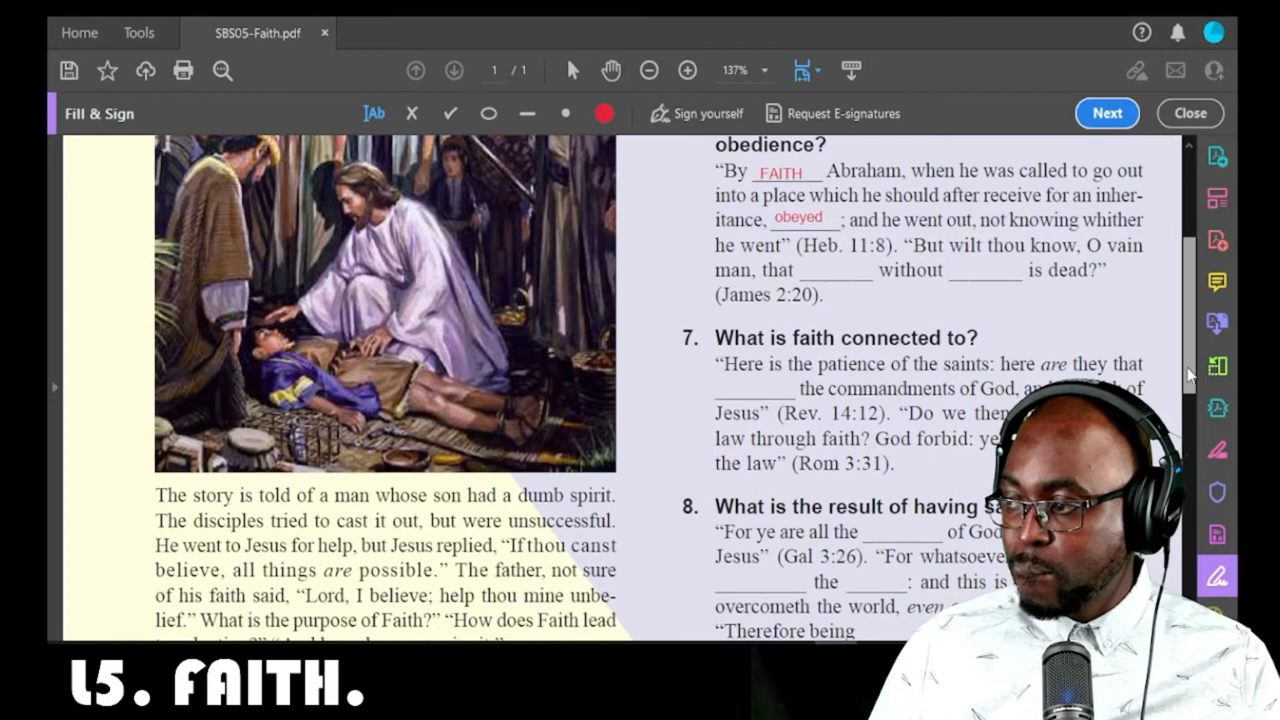 Home Tools SBS05-Faith.pdf ×
1 / 1 137%
Fill & Sign Ab Sign yourself Request E-signatures Next Close
obedience?
“By FAITH Abraham, when he was called to go out
into a place which he should after receive for an inher-
itance, obeyed ; and he went out, not knowing whither
he went” (Heb. 11:8). “But wilt thou know, O vain
man, that ________ without ________ is dead?”
(James 2:20).
7. What is faith connected to?
“Here is the patience of the saints: here are they that
________ the commandments of God, of
Jesus” (Rev. 14:12). “Do we then
law through faith? God forbid:
the law” (Rom 3:31).
8. What is the result of having
“For ye are all the ________ of God
Jesus” (Gal 3:26). “For
________ the ______: and this is
overcometh the world, even
“Therefore being
The story is told of a man whose son had a dumb spirit.
The disciples tried to cast it out, but were unsuccessful.
He went to Jesus for help, but Jesus replied, “If thou canst
believe, all things are possible.” The father, not sure
of his faith said, “Lord, I believe; help thou mine unbe-
lief.” What is the purpose of Faith?” “How does Faith lead
L5. FAITH.